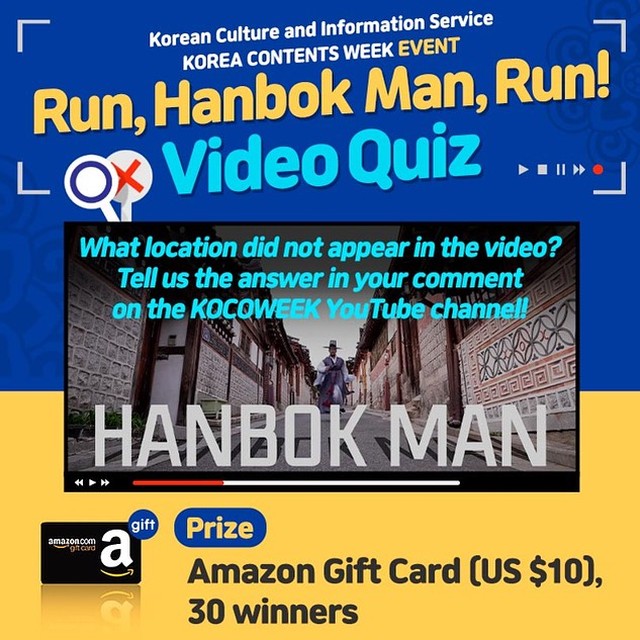 Korean Culture and Information Service
KOREA CONTENTS WEEK EVENT
Run, Hanbok Man, Run!
Video Quiz
What location did not appear in the video?
Tell us the answer in your comment
on the KOCOWEEK YouTube channel!
HANBOK MAN
gift
amazon.com
gift card
a
Prize
Amazon Gift Card (US $10),
30 winners